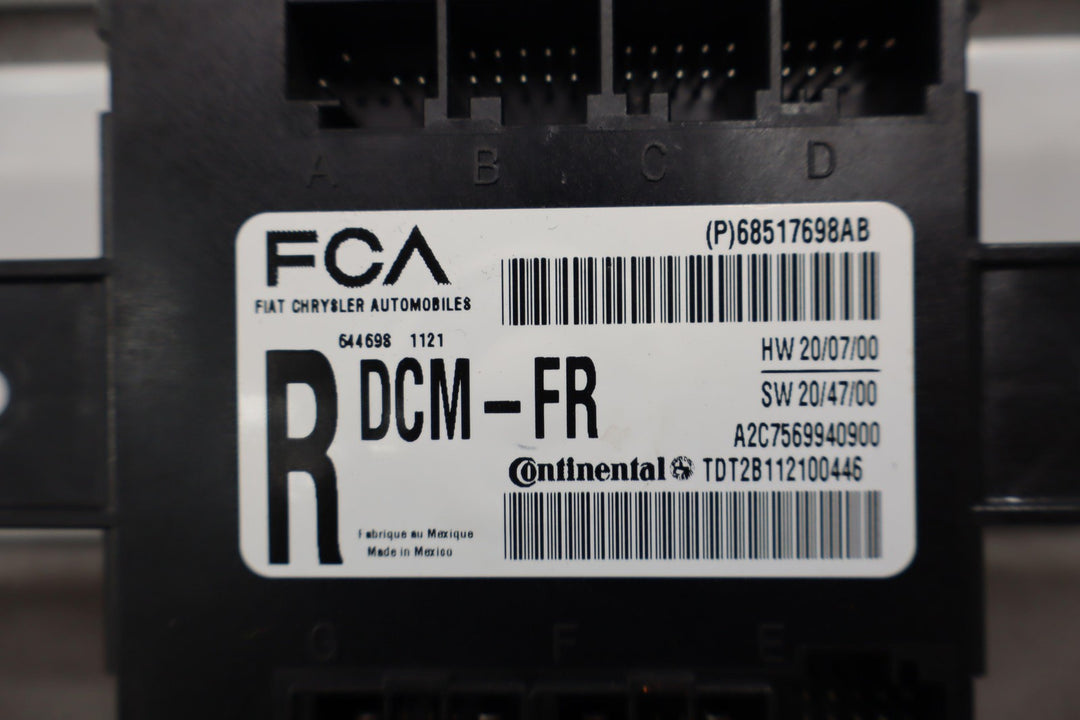 A B C D
FCA
FIAT CHRYSLER AUTOMOBILES
(P)68517698AB
644698 1121
R DCM-FR
HW 20/07/00
SW 20/47/00
A2C7569940900
Continental TDT2B112100446
Fabrique au Mexique
Made in Mexico
G F E